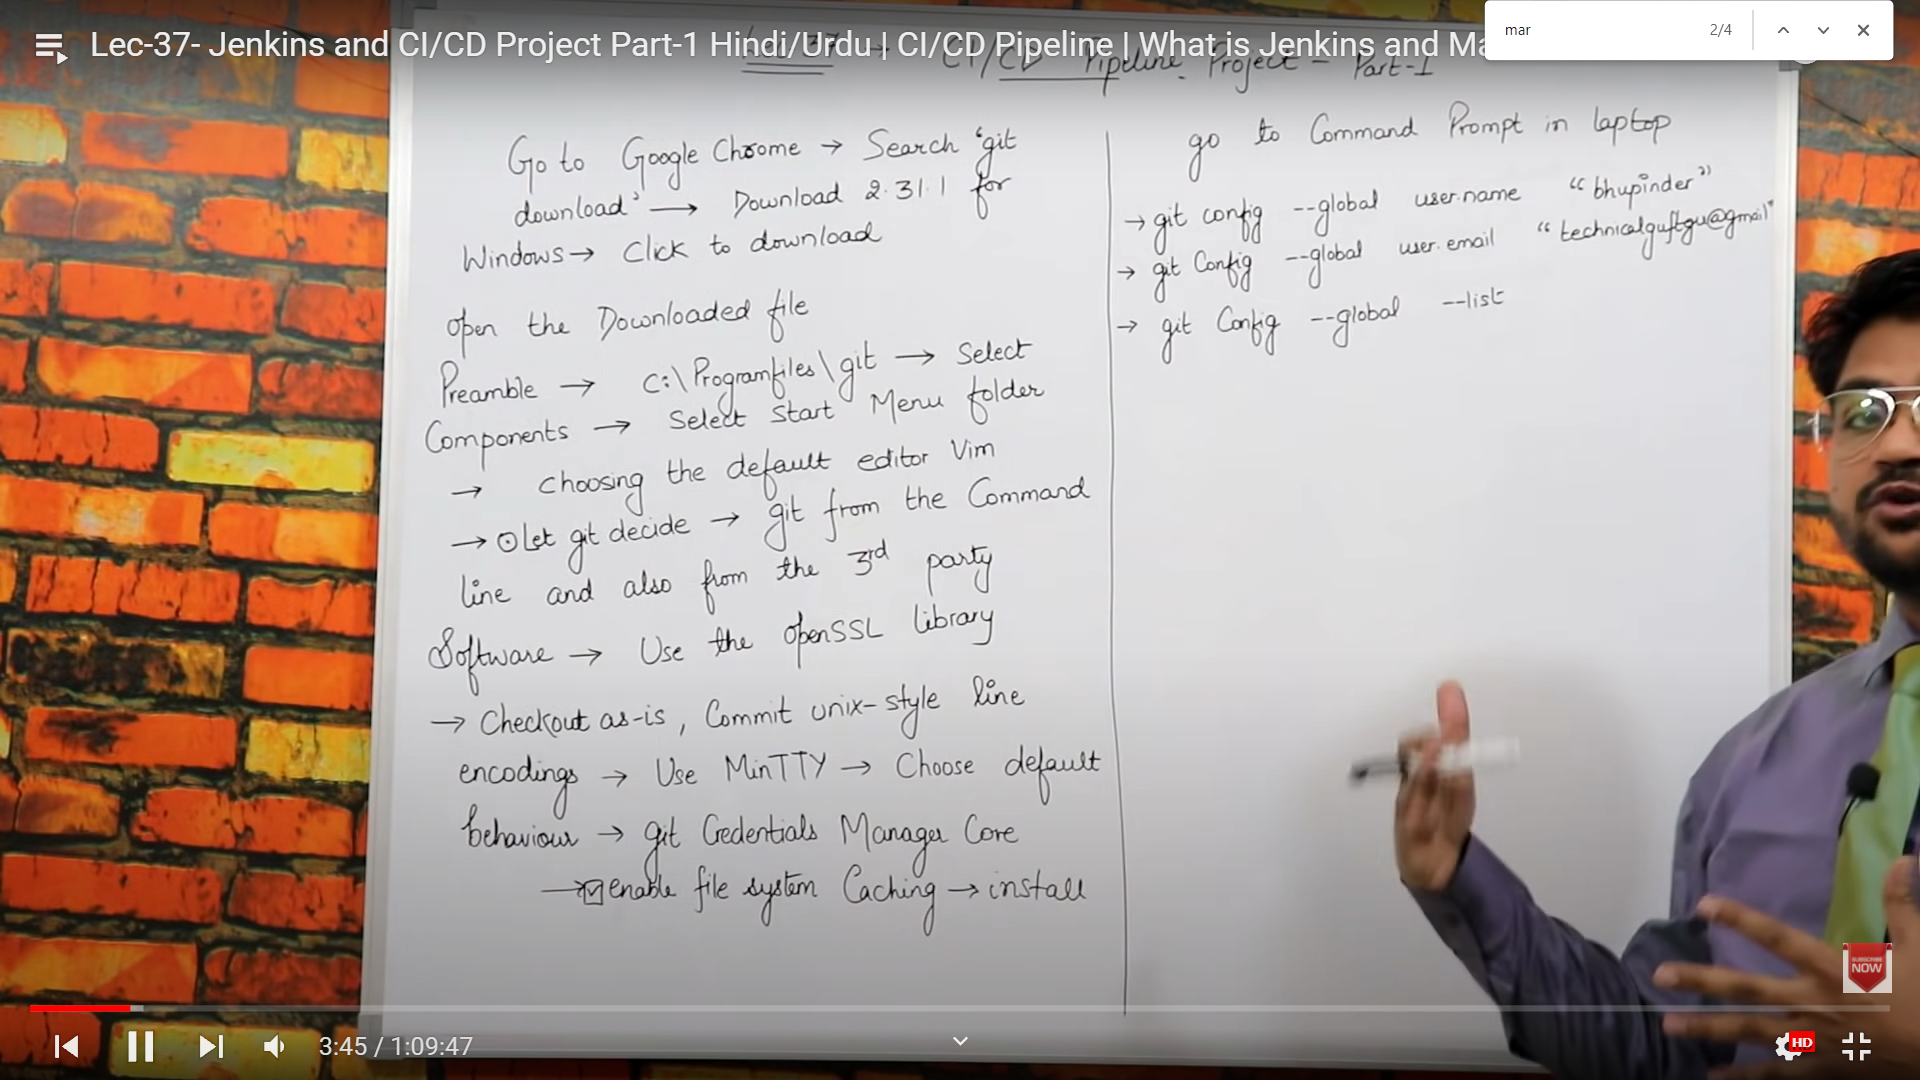 Lec-37- Jenkins and CI/CD Project Part-1 Hindi/Urdu | CI/CD Pipeline | What is Jenkins and Ma
mar 2/4
CI/CD Pipeline Project - Part-I
Go to Google Chrome → Search 'git
download' → Download 2.31.1 for
Windows → Click to download
open the Downloaded file
Preamble → C:\Programfiles\git → Select
Components → Select Start Menu folder
→ choosing the default editor Vim
→ ⊙ Let git decide → git from the Command
line and also from the 3rd party
Software → Use the openSSL library
→ Checkout as-is, Commit unix-style line
encodings → Use MinTTY → Choose default
behaviour → git Credentials Manager Core
→ ☑ enable file system Caching → install
go to Command Prompt in laptop
→ git config --global user.name "bhupinder"
→ git Config --global user.email "technicalguftgu@gmail"
→ git Config --global --list
SUBSCRIBE
NOW
3:45 / 1:09:47
HD